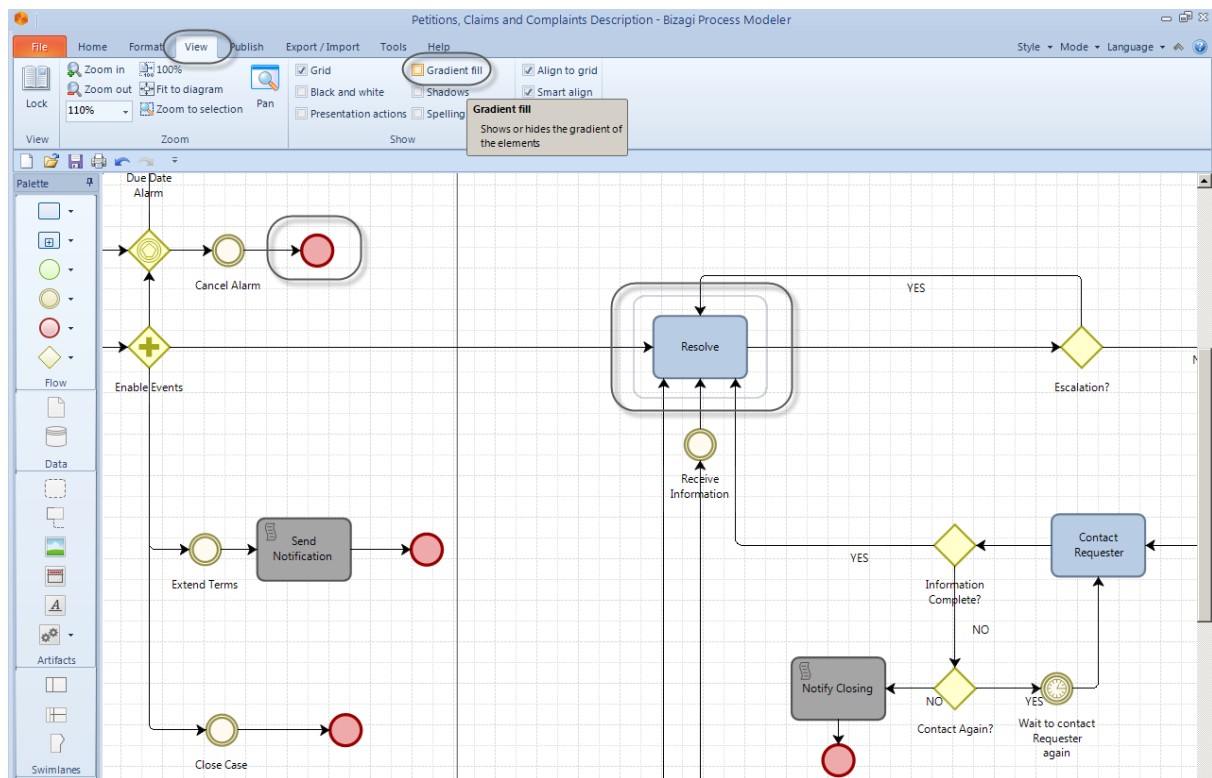 Petitions, Claims and Complaints Description - Bizagi Process Modeler
File Home Format View Publish Export / Import Tools Help Style Mode Language
Zoom in 100% Grid Gradient fill Align to grid
Zoom out Fit to diagram Black and white Shadows Smart align
Lock 110% Zoom to selection Pan Presentation actions Spelling
View Zoom Show
Gradient fill
Shows or hides the gradient of
the elements
Palette
Flow
Data
Artifacts
Swimlanes
Due Date
Alarm
Cancel Alarm
YES
Resolve
Enable Events
Escalation?
Receive
Information
Send
Notification
Extend Terms
Contact
Requester
YES
Information
Complete?
NO
Notify Closing
NO
YES
Contact Again?
Wait to contact
Requester
again
Close Case